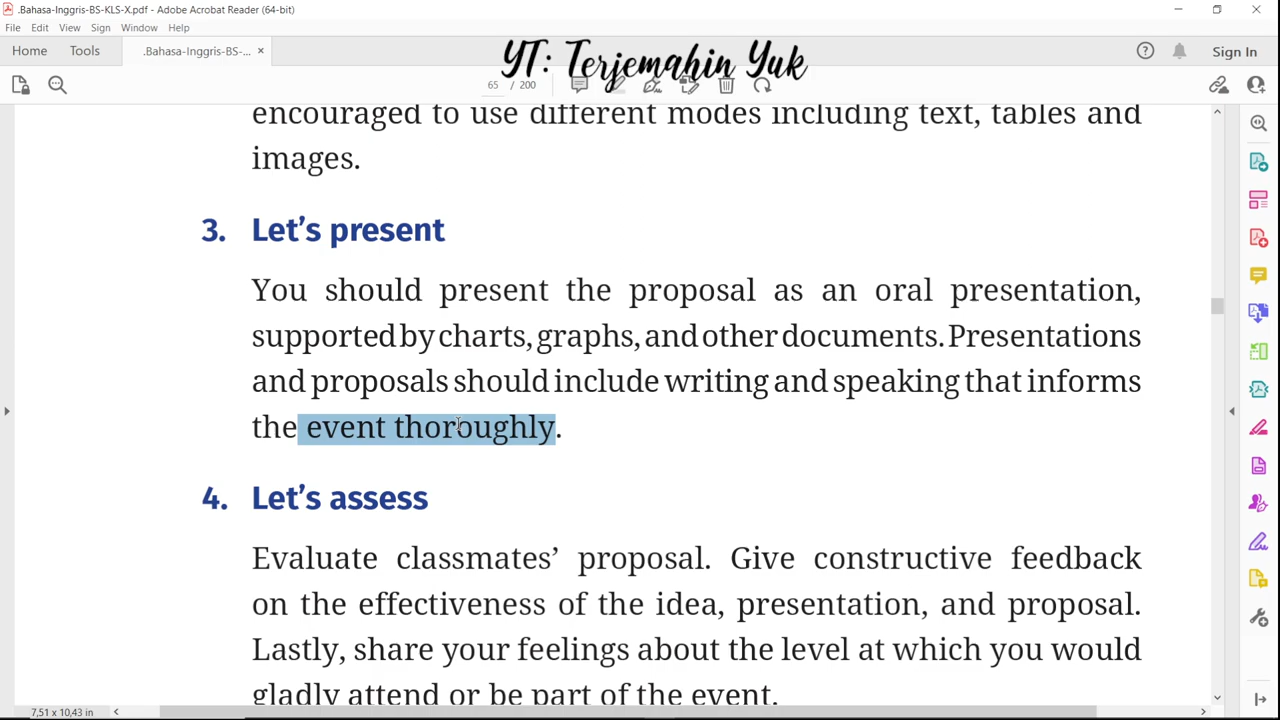 .Bahasa-Inggris-BS-KLS-X.pdf - Adobe Acrobat Reader (64-bit)
File Edit View Sign Window Help
Home Tools .Bahasa-Inggris-BS-... × Sign In
YT: Terjemahin Yuk
65 / 200
encouraged to use different modes including text, tables and
images.
3. Let’s present
You should present the proposal as an oral presentation,
supported by charts, graphs, and other documents. Presentations
and proposals should include writing and speaking that informs
the event thoroughly.
4. Let’s assess
Evaluate classmates’ proposal. Give constructive feedback
on the effectiveness of the idea, presentation, and proposal.
Lastly, share your feelings about the level at which you would
gladly attend or be part of the event.
7,51 x 10,43 in